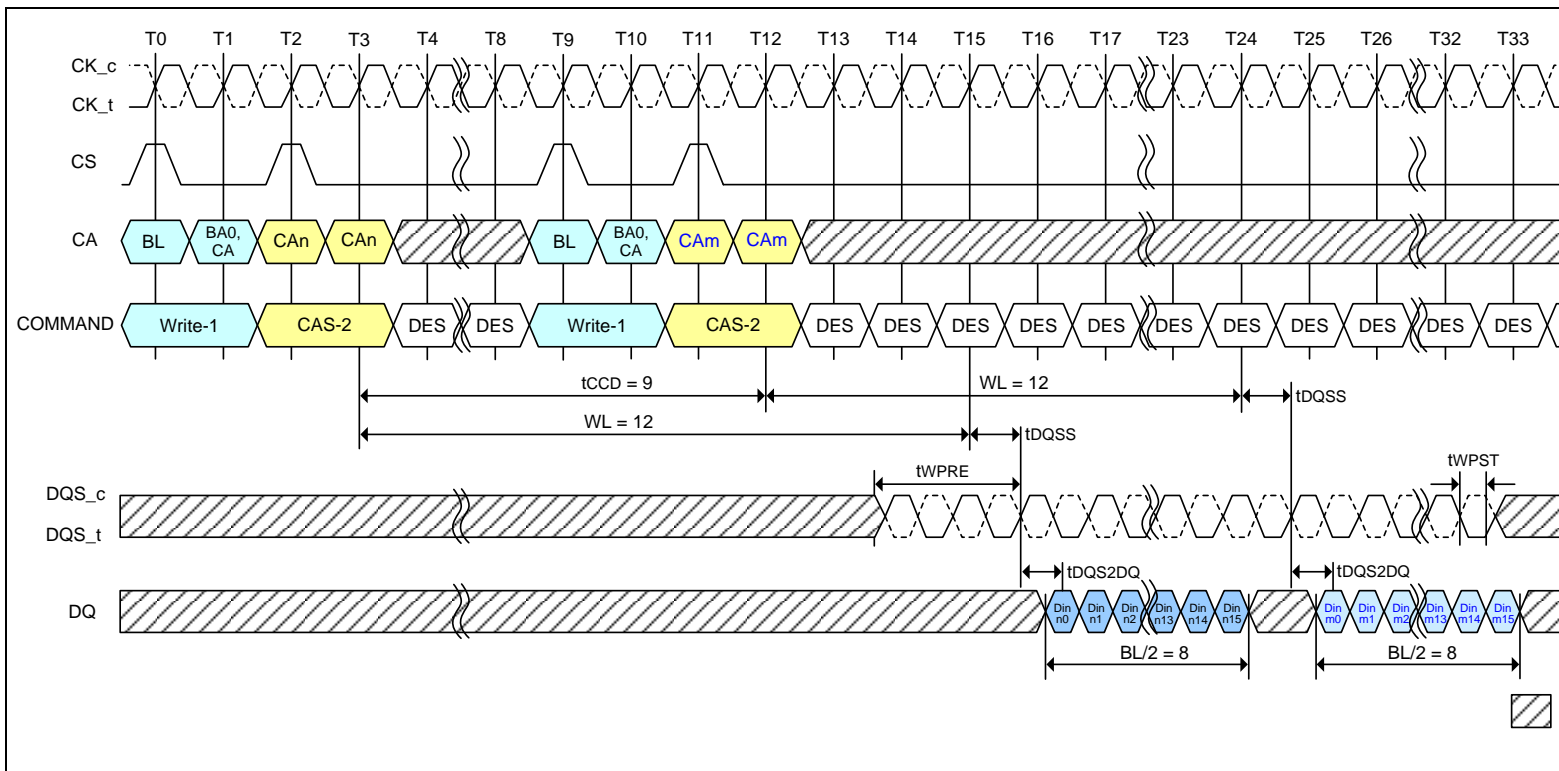 T0 T1 T2 T3 T4 T8 T9 T10 T11 T12 T13 T14 T15 T16 T17 T23 T24 T25 T26 T32 T33
CK_c
CK_t
CS
CA BL BA0, CA CAn CAn BL BA0, CA CAm CAm
COMMAND Write-1 CAS-2 DES DES Write-1 CAS-2 DES DES DES DES DES DES DES DES DES DES DES
tCCD = 9 WL = 12 tDQSS
WL = 12 tDQSS
tWPRE tWPST
DQS_c
DQS_t
tDQS2DQ tDQS2DQ
DQ Din n0 Din n1 Din n2 Din n13 Din n14 Din n15 Din m0 Din m1 Din m2 Din m13 Din m14 Din m15
BL/2 = 8 BL/2 = 8